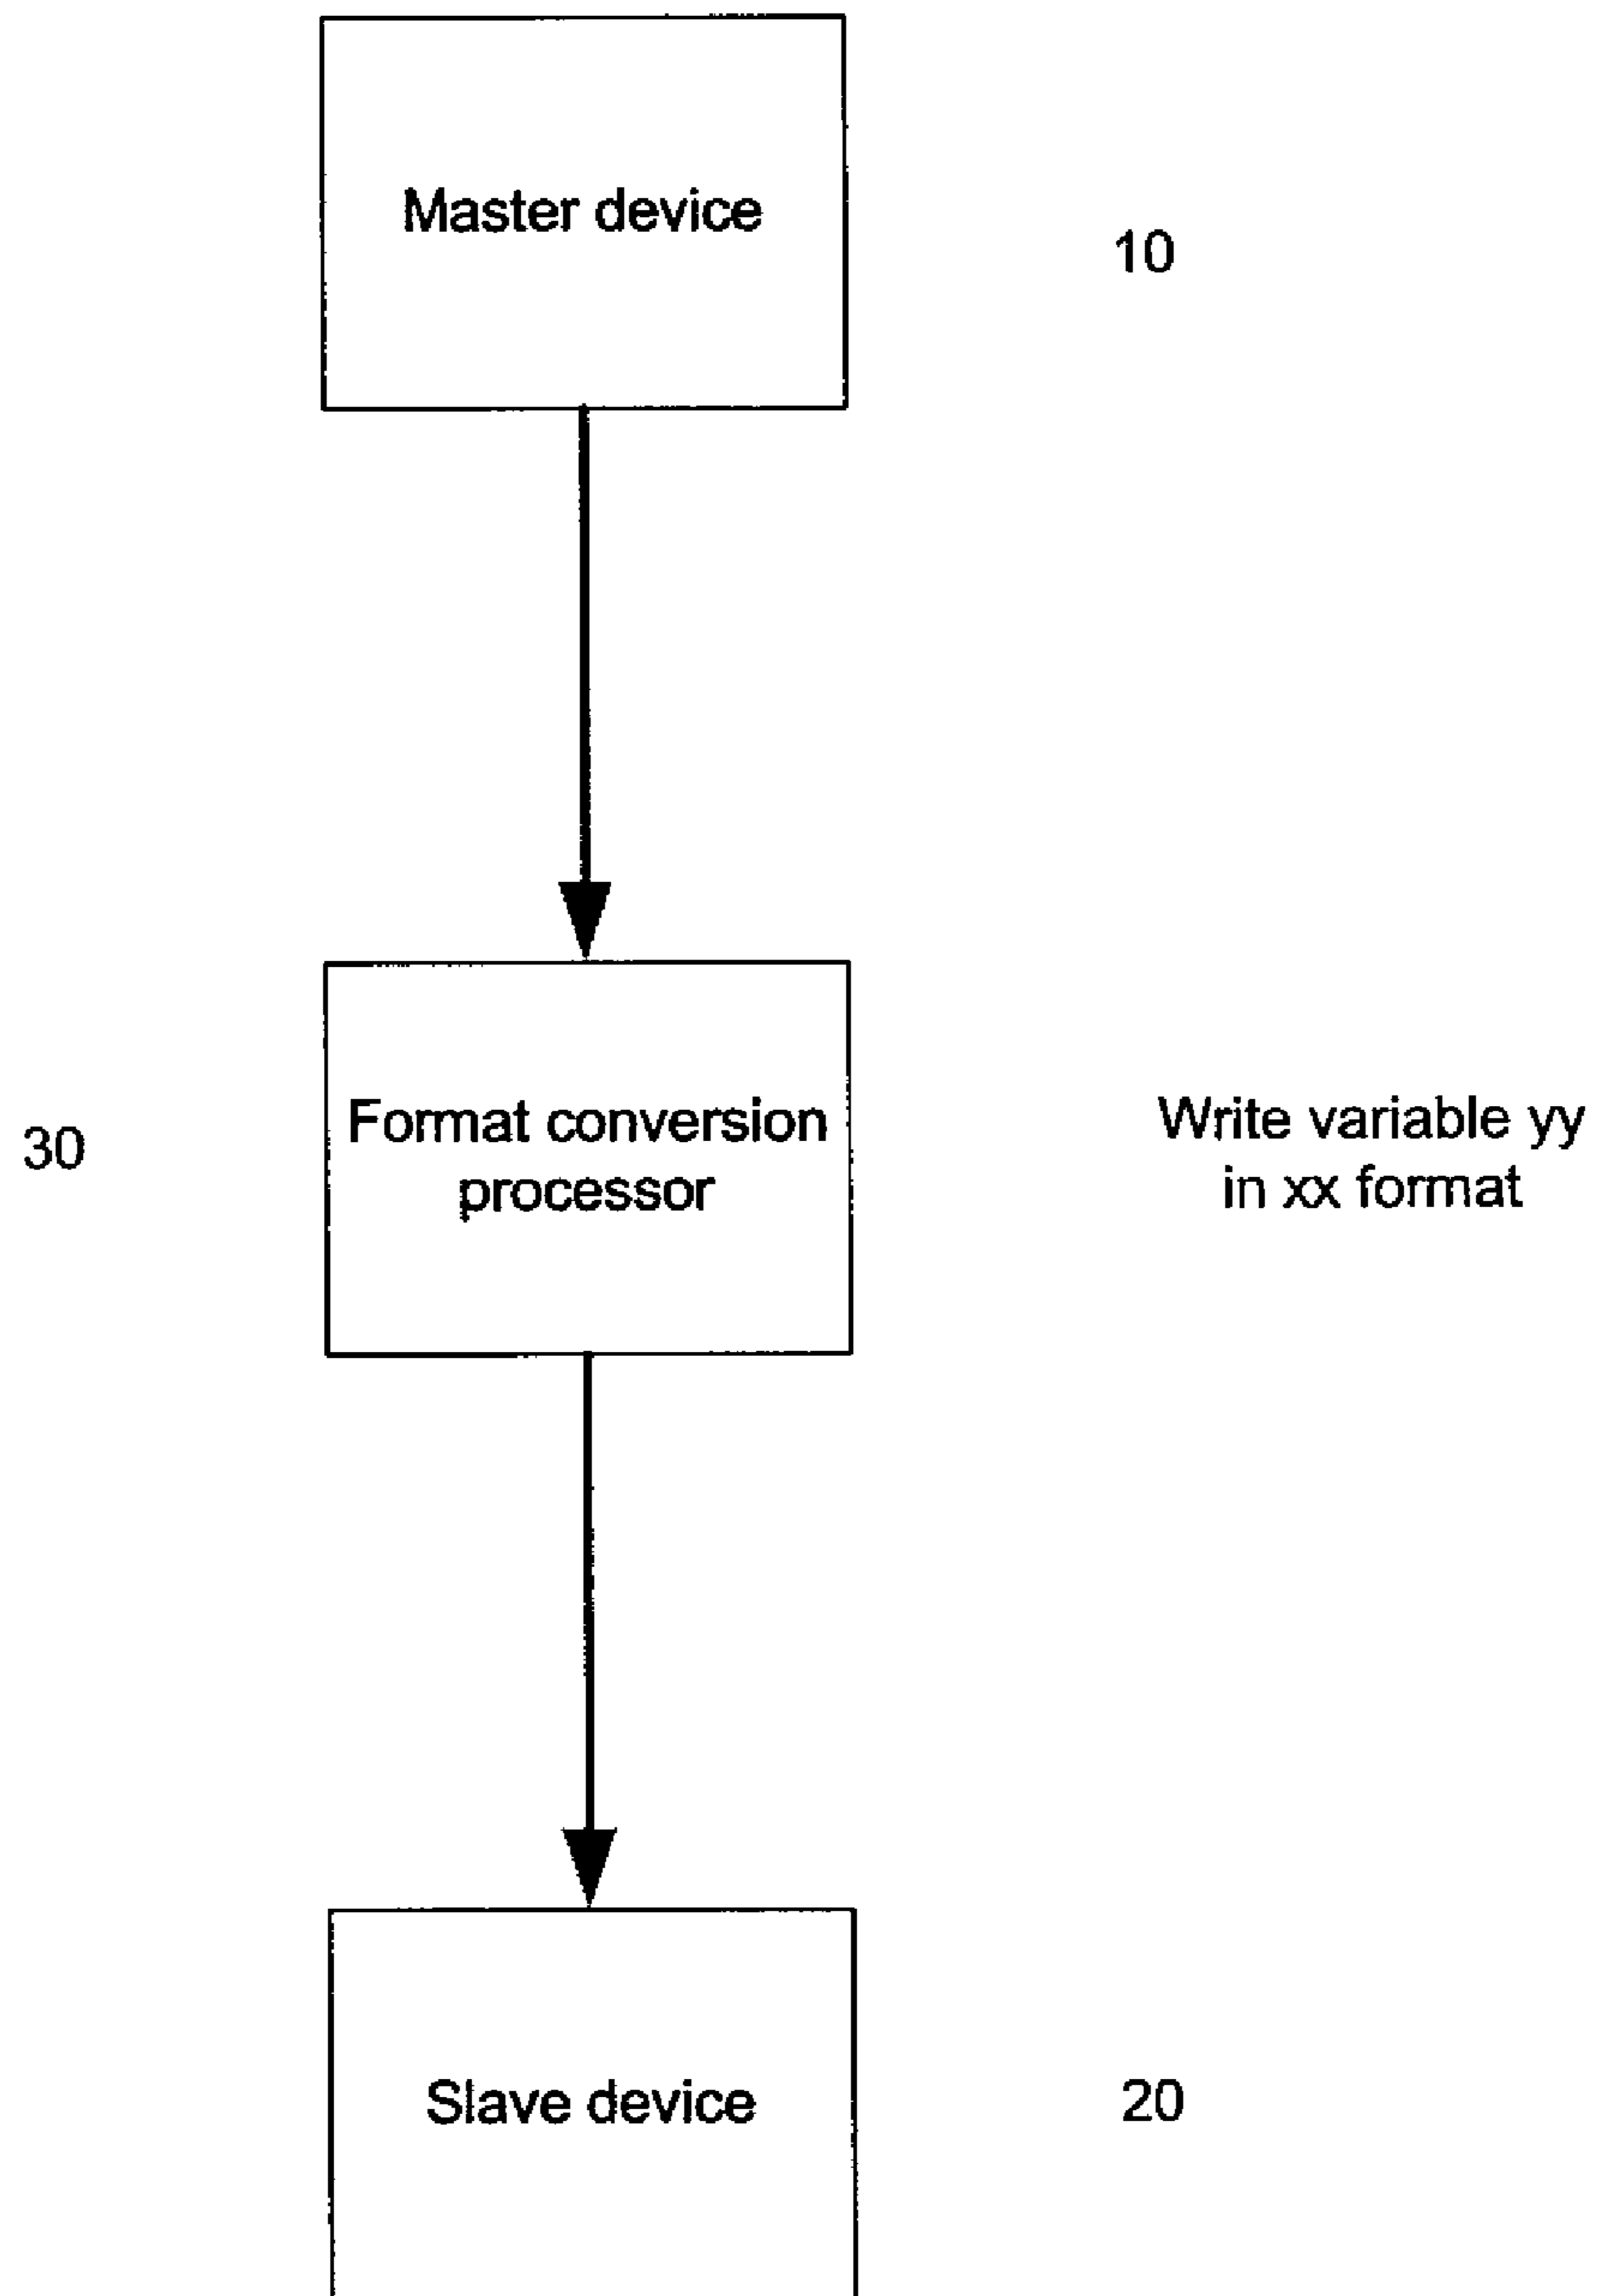 Master device
10
30
Format conversion
processor
Write variable yy
in xx format
Slave device
20